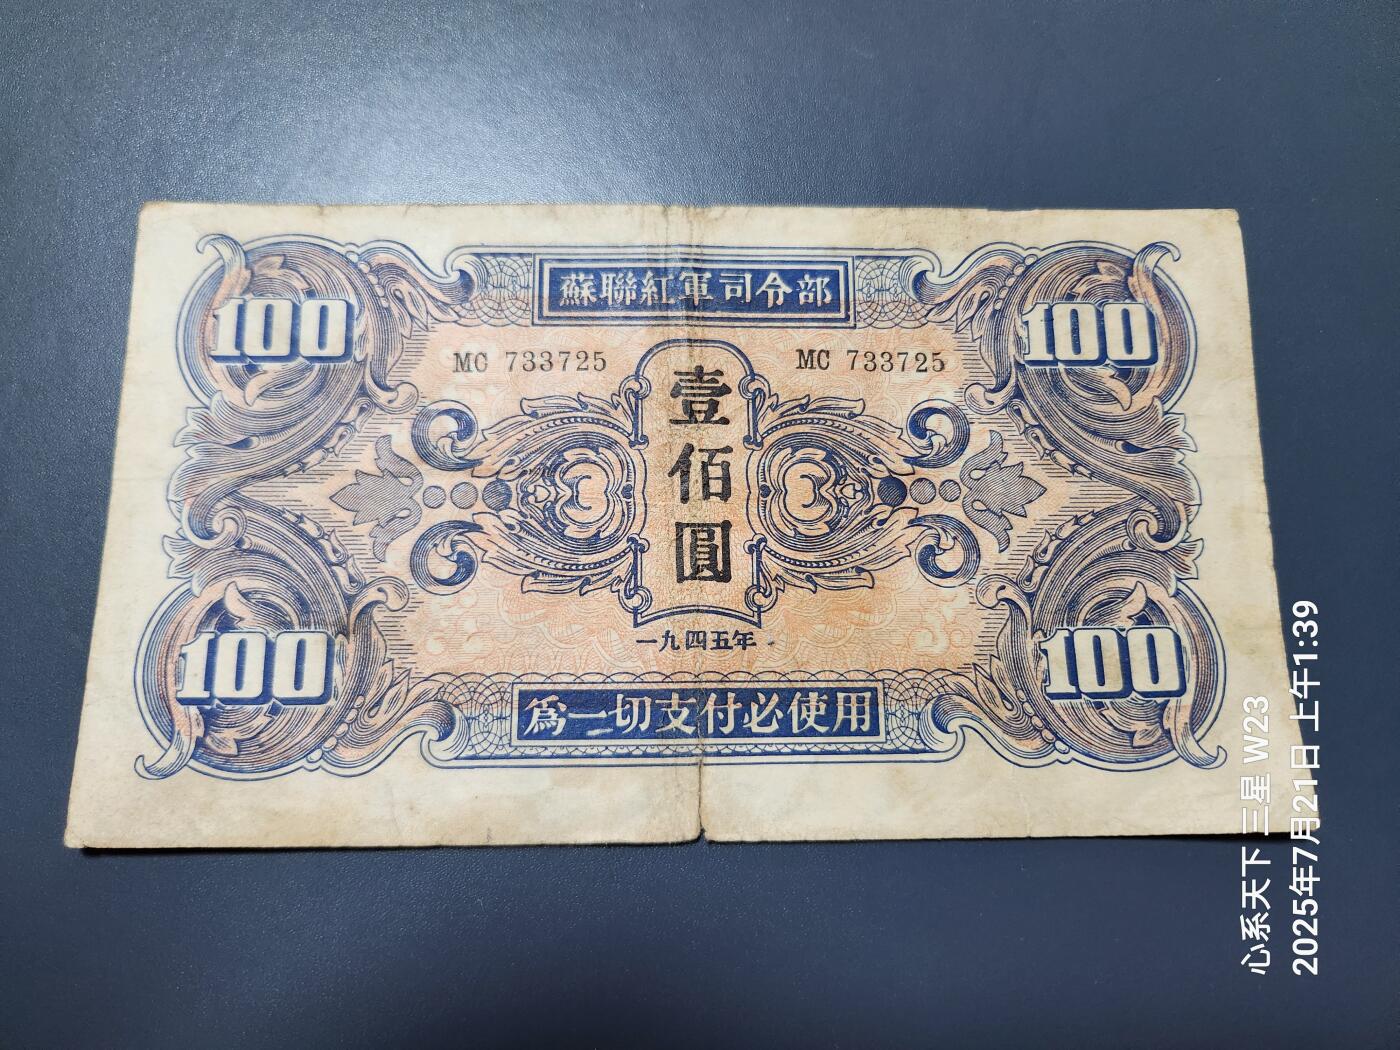 蘇聯紅軍司令部
100
100
MC 733725
MC 733725
壹佰圓
一九四五年
100
100
爲一切支付必使用
心系天下 三星 W23
2025年7月21日 上午1:39